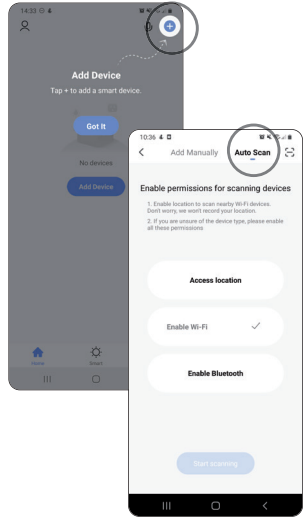 14:33
Add Device
Tap + to add a smart device.
Got It
No devices
Add Device
Home
Smart
10:36
Add Manually
Auto Scan
Enable permissions for scanning devices
1. Enable location to scan nearby Wi-Fi devices.
Don't worry, we won't record your location.
2. If you are unsure of the device type, please enable
all these permissions
Access location
Enable Wi-Fi
Enable Bluetooth
Start scanning